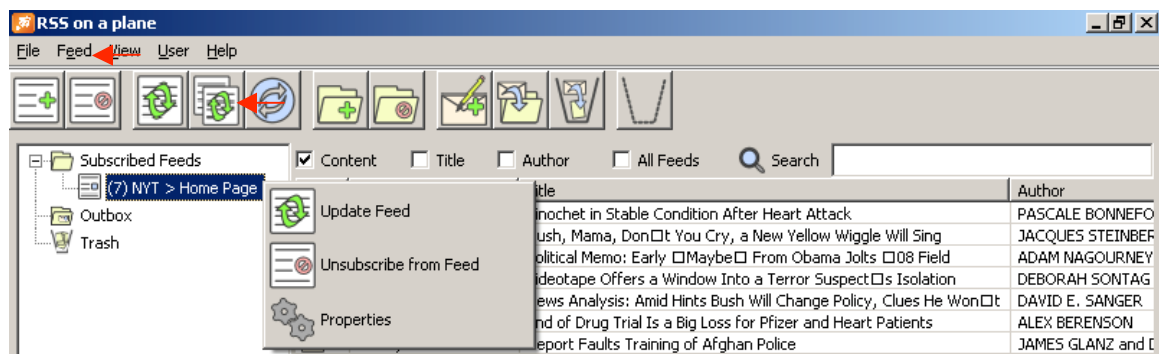 RSS on a plane
File Feed View User Help
Subscribed Feeds
Content Title Author All Feeds Search
(7) NYT > Home Page
Author
Update Feed
inochet in Stable Condition After Heart Attack PASCALE BONNEFO
Outbox
ush, Mama, Don□t You Cry, a New Yellow Wiggle Will Sing JACQUES STEINBER
Trash
olitical Memo: Early □Maybe□ From Obama Jolts □08 Field ADAM NAGOURNEY
Unsubscribe from Feed
ideotape Offers a Window Into a Terror Suspect□s Isolation DEBORAH SONTAG
ews Analysis: Amid Hints Bush Will Change Policy, Clues He Won□t DAVID E. SANGER
Properties
nd of Drug Trial Is a Big Loss for Pfizer and Heart Patients ALEX BERENSON
eport Faults Training of Afghan Police JAMES GLANZ and